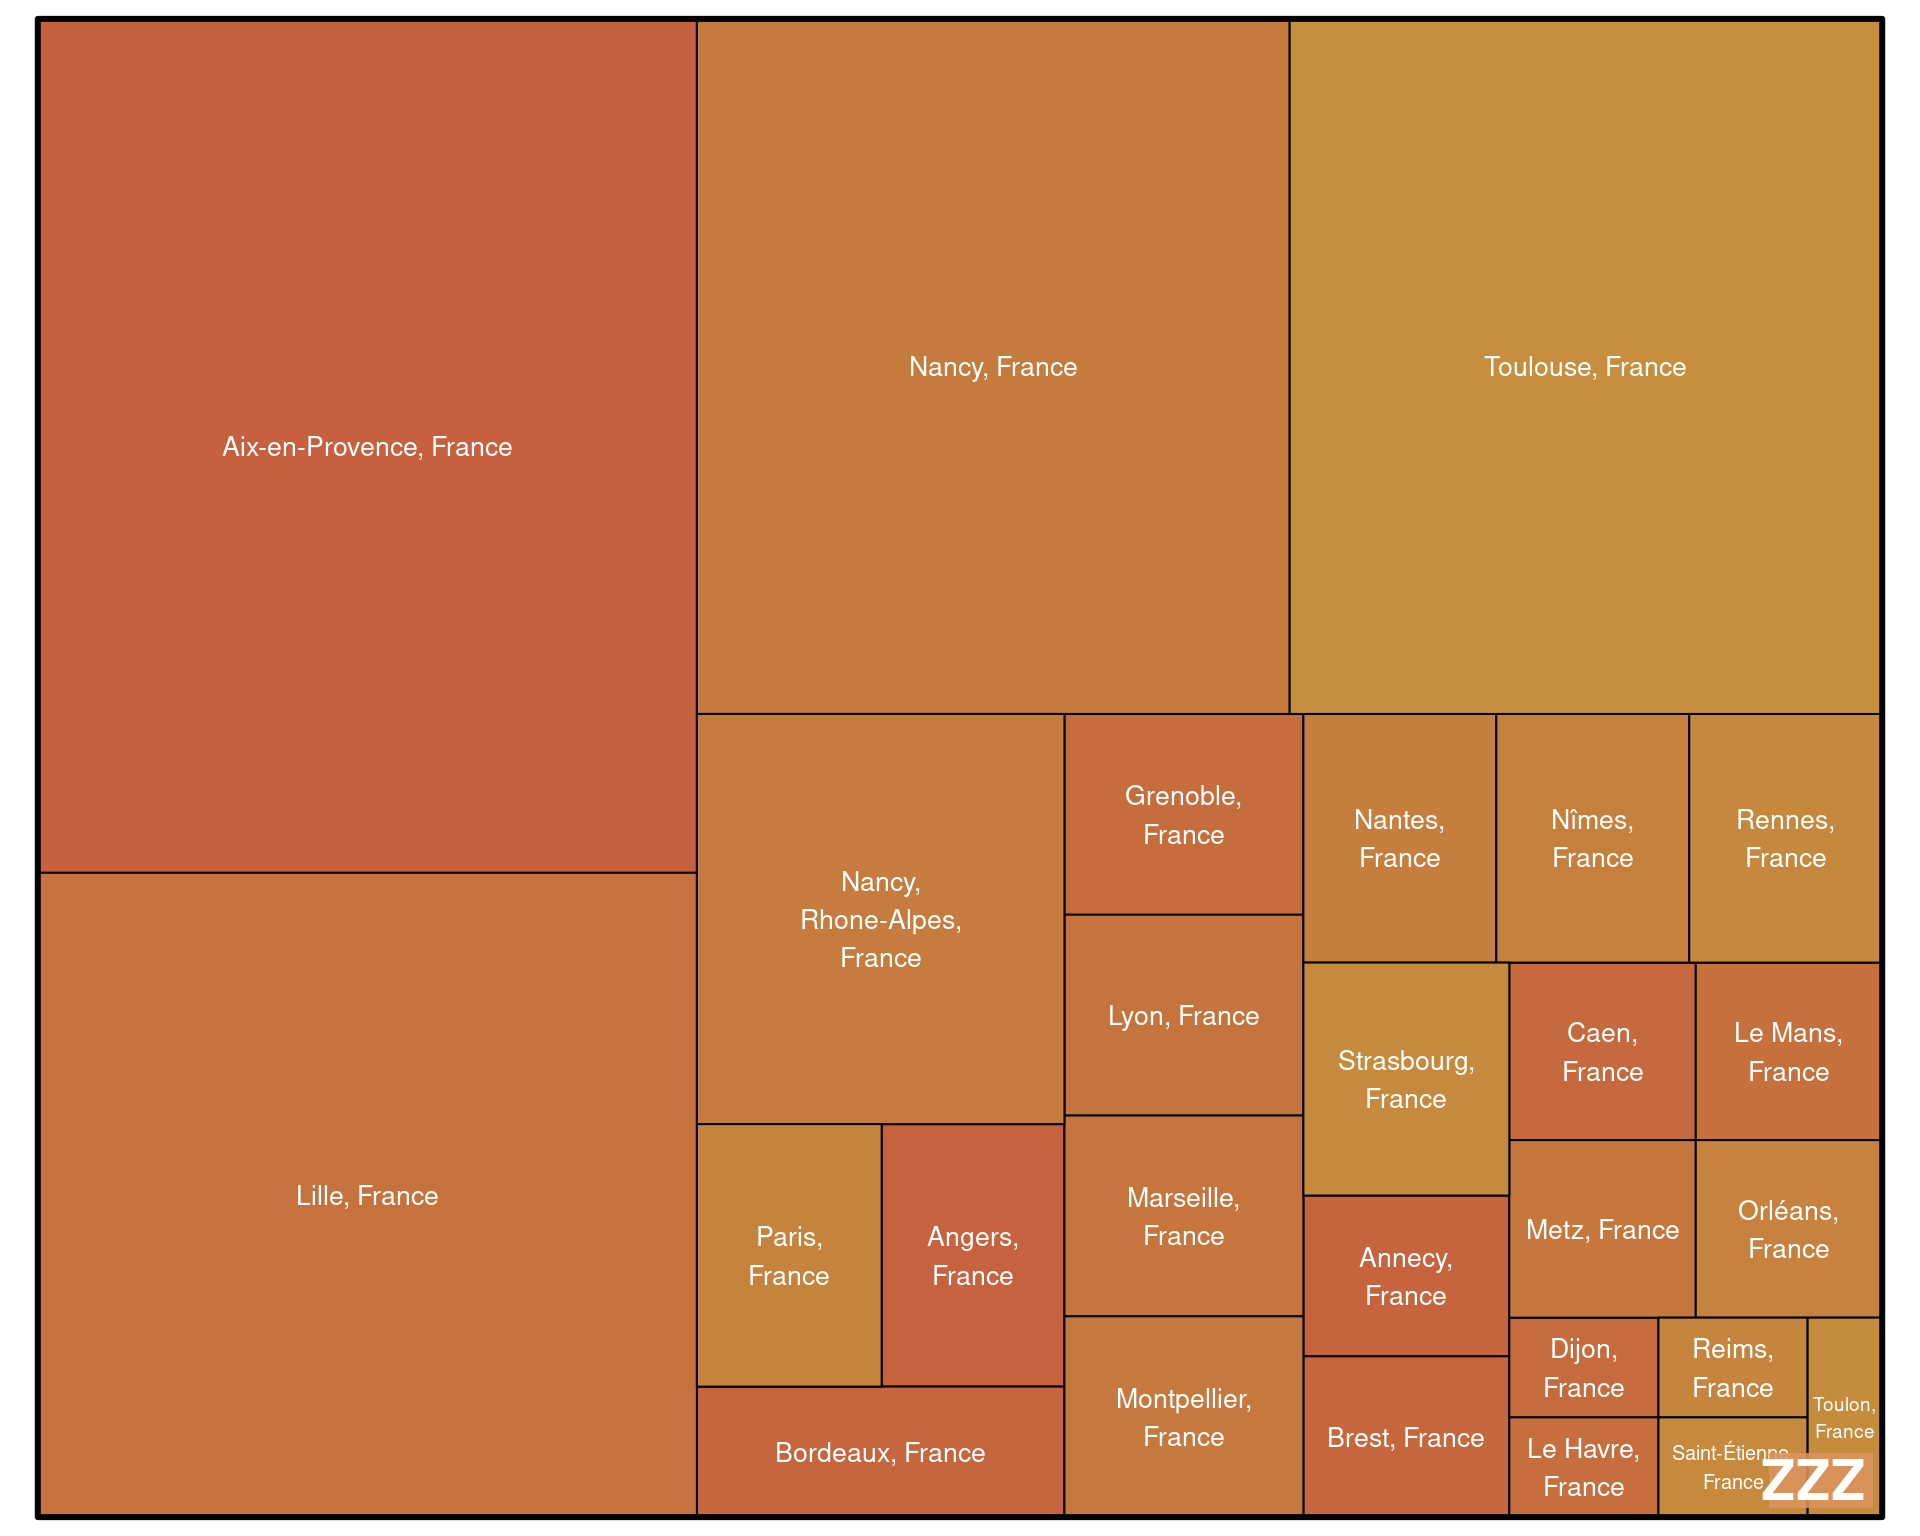 Aix-en-Provence, France
Nancy, France
Toulouse, France
Lille, France
Nancy,
Rhone-Alpes,
France
Grenoble,
France
Nantes,
France
Nîmes,
France
Rennes,
France
Lyon, France
Strasbourg,
France
Caen,
France
Le Mans,
France
Paris,
France
Angers,
France
Marseille,
France
Annecy,
France
Metz, France
Orléans,
France
Bordeaux, France
Montpellier,
France
Brest, France
Dijon,
France
Reims,
France
Toulon,
France
Le Havre,
France
Saint-Étienne,
France
ZZZ